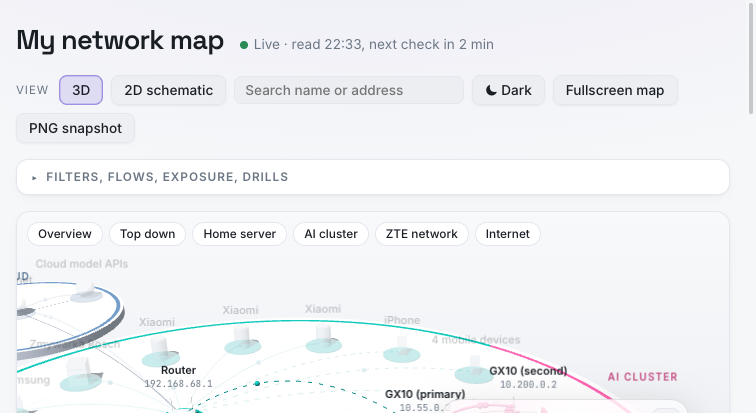 My network map
Live · read 22:33, next check in 2 min
VIEW
3D
2D schematic
Search name or address
Dark
Fullscreen map
PNG snapshot
FILTERS, FLOWS, EXPOSURE, DRILLS
Overview
Top down
Home server
AI cluster
ZTE network
Internet
Cloud model APIs
Xiaomi
Xiaomi
Xiaomi
iPhone
4 mobile devices
Router
192.168.68.1
GX10 (second)
10.200.0.2
AI CLUSTER
GX10 (primary)
10.55.0.